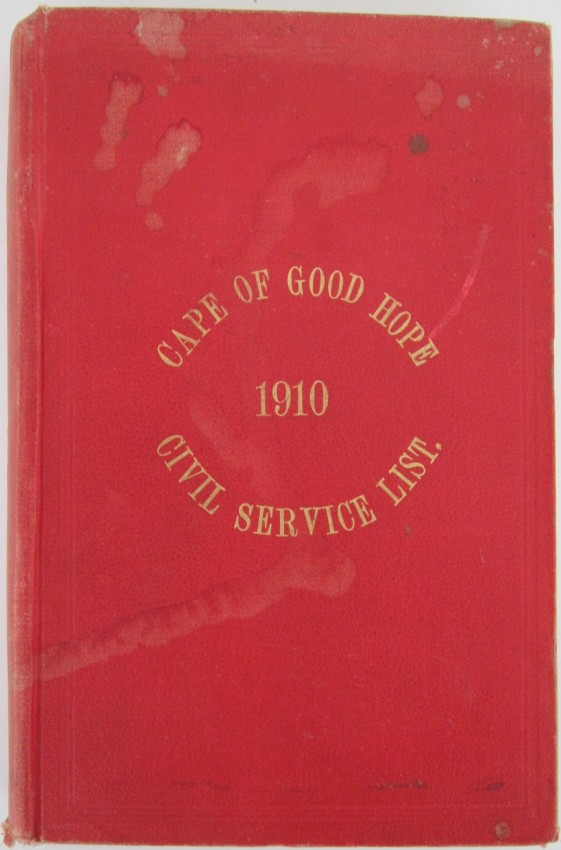 CAPE OF GOOD HOPE
1910
CIVIL SERVICE LIST.